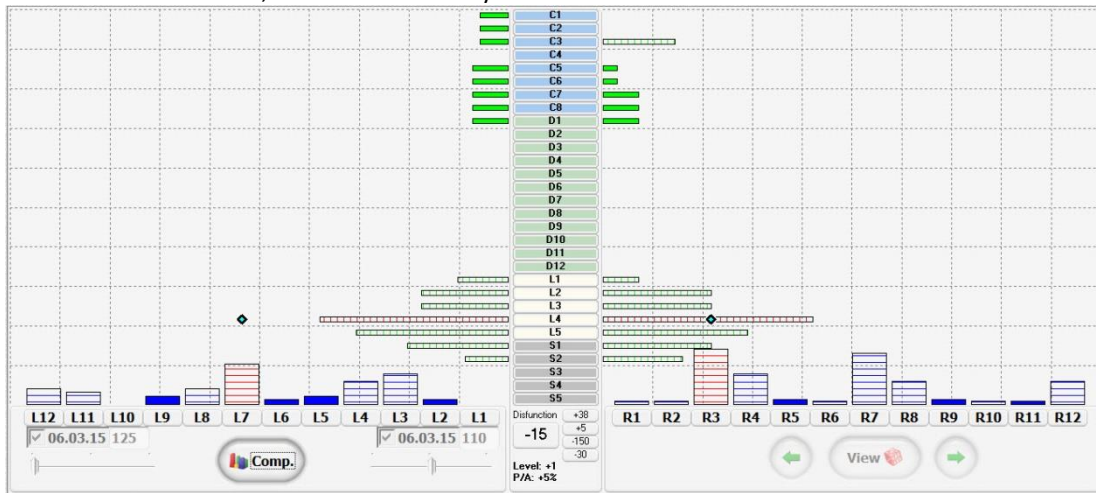 C1
C2
C3
C4
C5
C6
C7
C8
D1
D2
D3
D4
D5
D6
D7
D8
D9
D10
D11
D12
L1
L2
L3
L4
L5
S1
S2
S3
S4
S5
L12 L11 L10 L9 L8 L7 L6 L5 L4 L3 L2 L1
Disfunction +38
-15 +5
-150
-30
Level: +1
P/A: +5%
R1 R2 R3 R4 R5 R6 R7 R8 R9 R10 R11 R12
06.03.15 125
06.03.15 110
Comp.
View